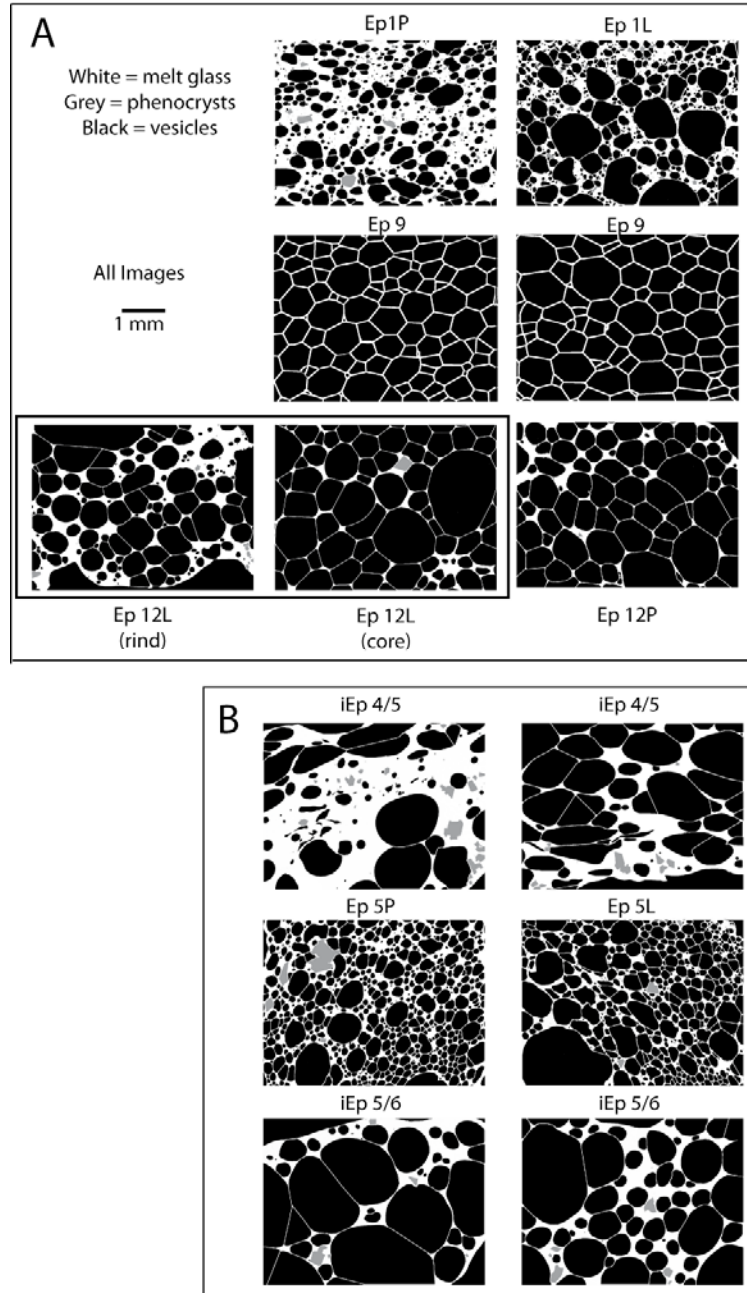 A
Ep1P
Ep 1L
White = melt glass
Grey = phenocrysts
Black = vesicles
Ep 9
Ep 9
All Images
1 mm
Ep 12L
(rind)
Ep 12L
(core)
Ep 12P
B
iEp 4/5
iEp 4/5
Ep 5P
Ep 5L
iEp 5/6
iEp 5/6